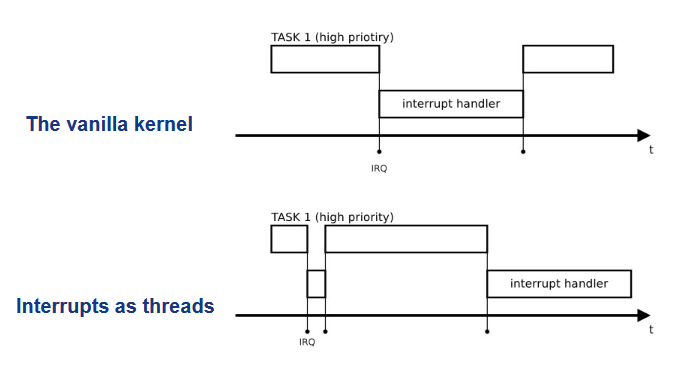 TASK 1 (high priotiry)
interrupt handler
The vanilla kernel
t
IRQ
TASK 1 (high priority)
interrupt handler
Interrupts as threads
t
IRQ